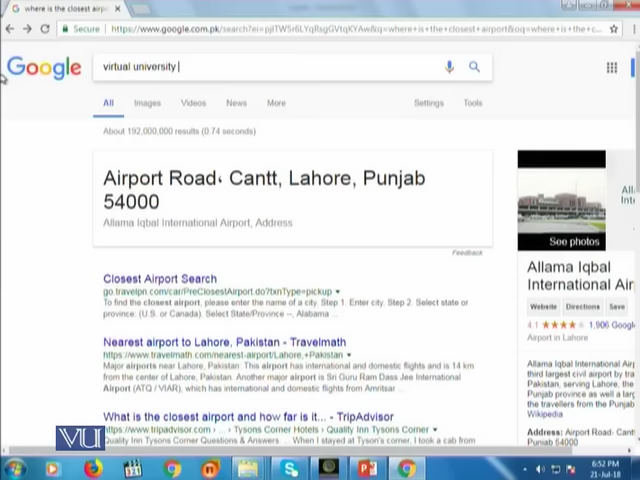 where is the closest airpo
Secure
https://www.google.com.pk/search?ei=pjlTW5r6LYqRsgGVtqKYAw&q=where+is+the+closest+airport&oq=where+is+the+c...
Google
virtual university
All Images Videos News More Settings Tools
About 192,000,000 results (0.74 seconds)
Airport Road، Cantt, Lahore, Punjab
54000
Allama Iqbal International Airport, Address
Feedback
Closest Airport Search
go.travelpn.com/car/PreClosestAirport.do?txnType=pickup
To find the closest airport, please enter the name of a city. Step 1. Enter city. Step 2. Select state or
province: (U.S. or Canada). Select State/Province --, Alabama ...
Nearest airport to Lahore, Pakistan - Travelmath
https://www.travelmath.com/nearest-airport/Lahore,+Pakistan
Major airports near Lahore, Pakistan: This airport has international and domestic flights and is 14 km
from the center of Lahore, Pakistan. Another major airport is Sri Guru Ram Dass Jee International
Airport (ATQ / VIAR), which has international and domestic flights from Amritsar ...
What is the closest airport and how far is it... - TripAdvisor
https://www.tripadvisor.com › ... › Tysons Corner Hotels › Quality Inn Tysons Corner
Quality Inn Tysons Corner Questions & Answers ... When I stayed at Tyson's corner, I took a cab from
See photos
All
Inte
Allama Iqbal
International Air
Website Directions Save
4.1 1,906 Googl
Airport in Lahore
Allama Iqbal International Air
third largest civil airport by tra
Pakistan, serving Lahore, the
Punjab province as well a larg
the travellers from the Punjab
Wikipedia
Address: Airport Road، Cant
Punjab 54000
VU
321
6:52 PM
21-Jul-18